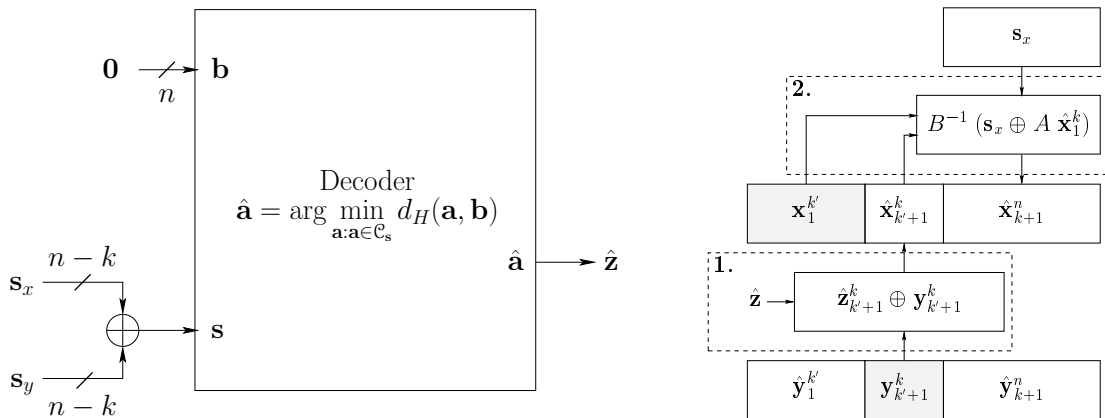 𝟎
n
𝐛
Decoder
𝐚̂ = arg min d_H(𝐚, 𝐛)
𝐚:𝐚∈𝒞_𝐬
𝐚̂
𝐳̂
n − k
𝐬_x
⊕
𝐬
𝐬_y
n − k
𝐬_x
2.
B^{-1} (𝐬_x ⊕ A 𝐱̂_1^k)
𝐱_1^{k'}
𝐱̂_{k'+1}^k
𝐱̂_{k+1}^n
1.
𝐳̂
𝐳̂_{k'+1}^k ⊕ 𝐲_{k'+1}^k
𝐲̂_1^{k'}
𝐲_{k'+1}^k
𝐲̂_{k+1}^n